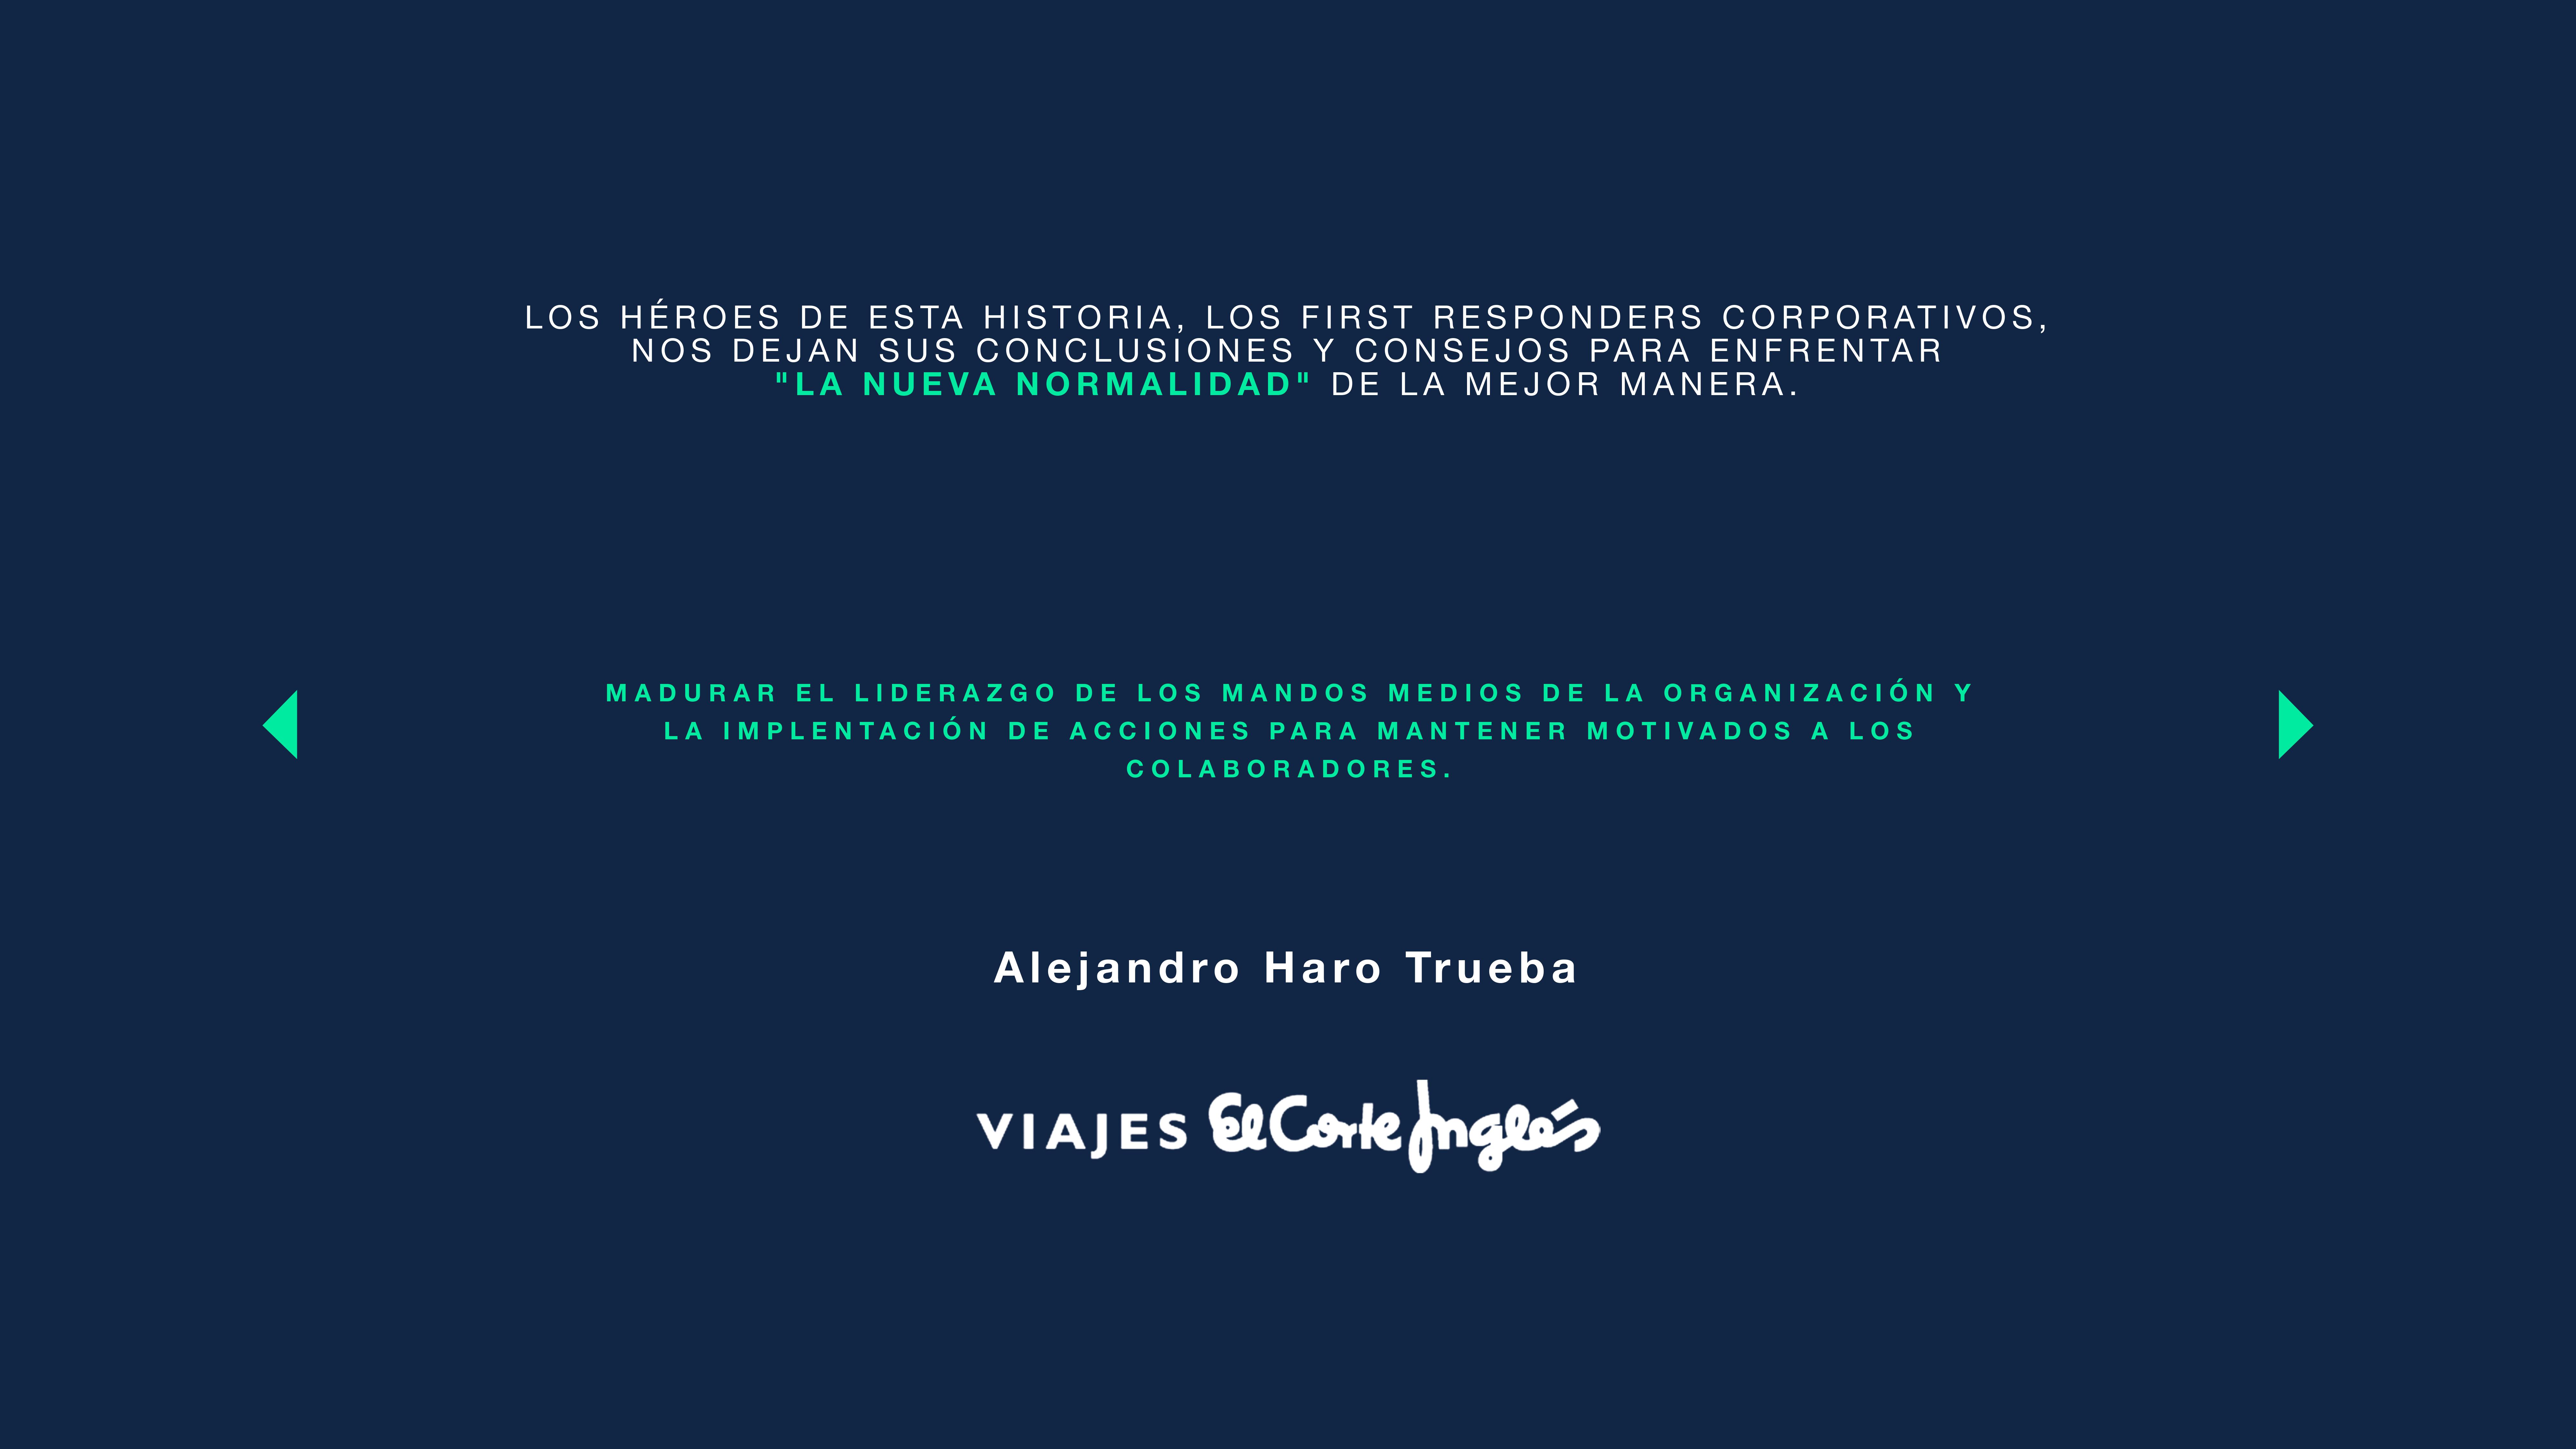 LOS HÉROES DE ESTA HISTORIA, LOS FIRST RESPONDERS CORPORATIVOS,
NOS DEJAN SUS CONCLUSIONES Y CONSEJOS PARA ENFRENTAR
"LA NUEVA NORMALIDAD" DE LA MEJOR MANERA.
MADURAR EL LIDERAZGO DE LOS MANDOS MEDIOS DE LA ORGANIZACIÓN Y
LA IMPLENTACIÓN DE ACCIONES PARA MANTENER MOTIVADOS A LOS
COLABORADORES.
Alejandro Haro Trueba
VIAJES El Corte Inglés